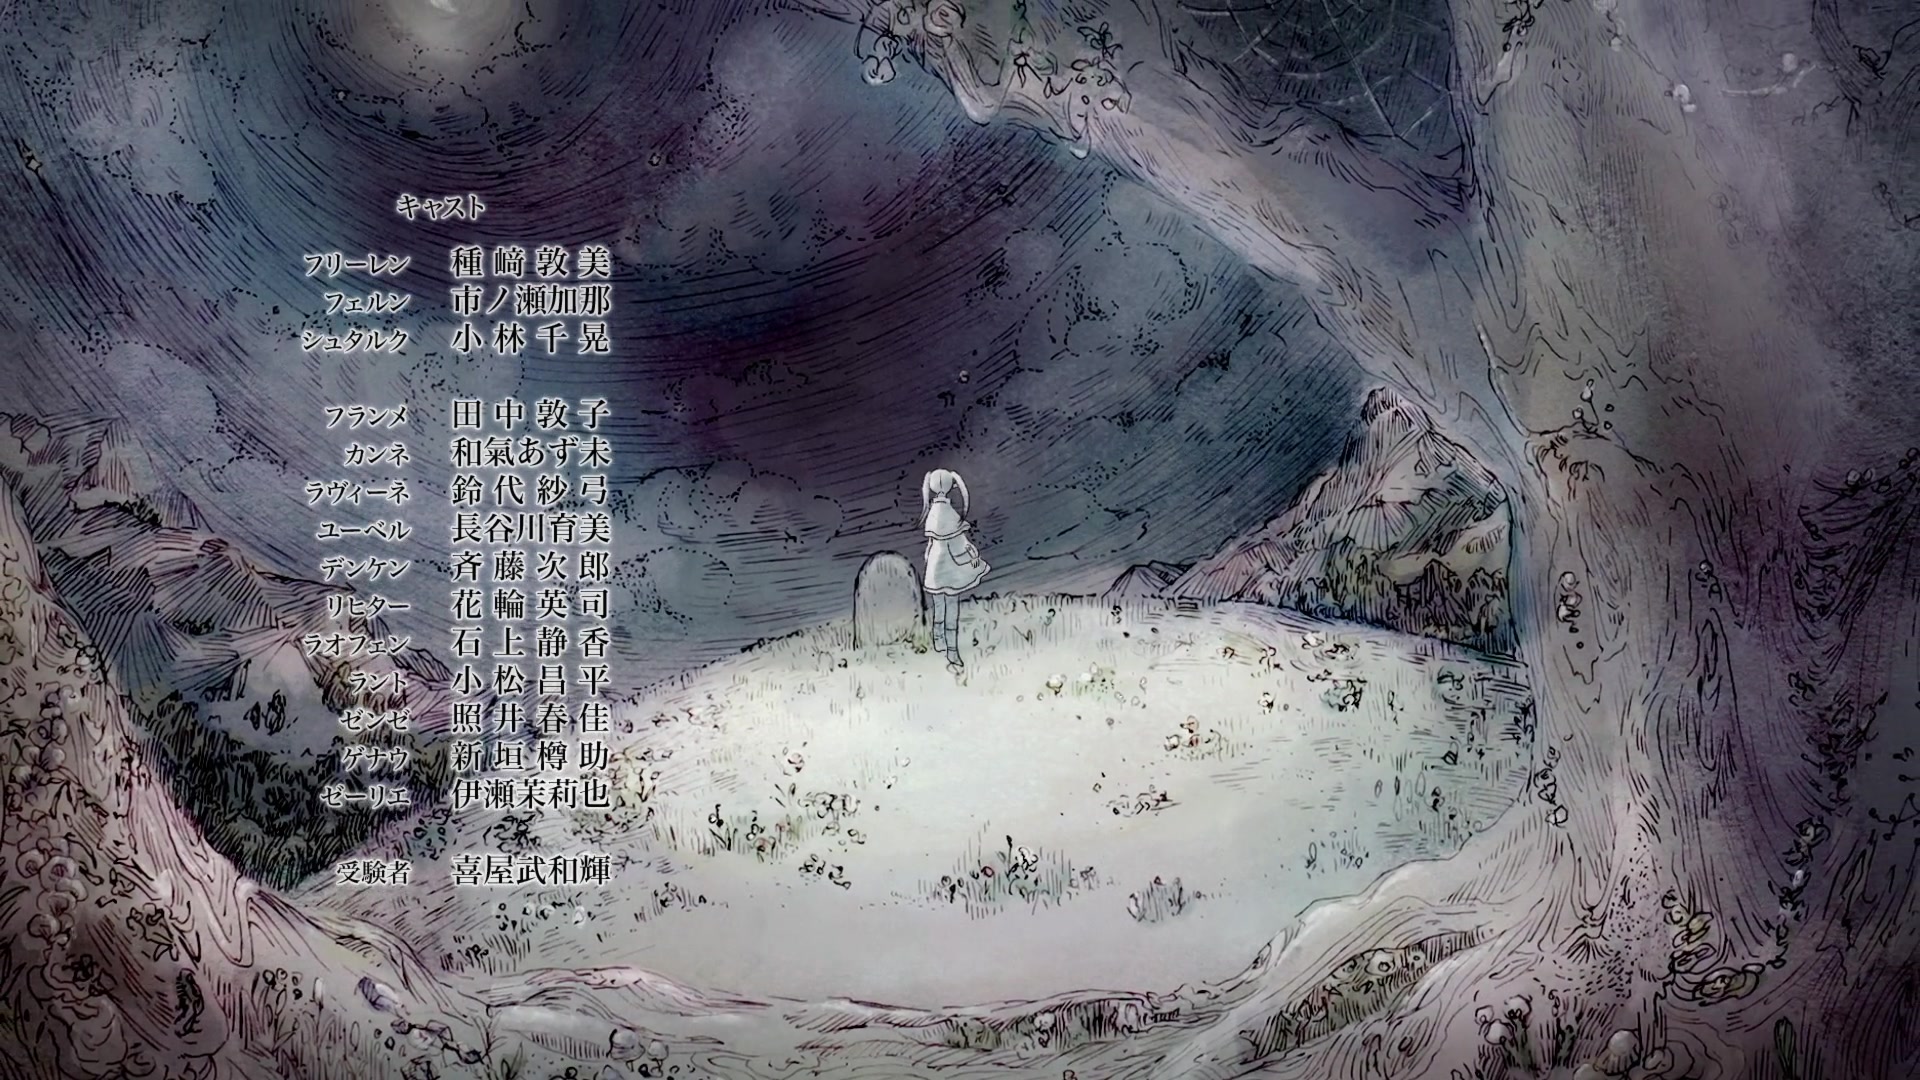 キャスト
フリーレン 種﨑敦美
フェルン 市ノ瀬加那
シュタルク 小林千晃
フランメ 田中敦子
カンネ 和氣あず未
ラヴィーネ 鈴代紗弓
ユーベル 長谷川育美
デンケン 斉藤次郎
リヒター 花輪英司
ラオフェン 石上静香
ラント 小松昌平
ゼンゼ 照井春佳
ゲナウ 新垣樽助
ゼーリエ 伊瀬茉莉也
受験者 喜屋武和輝